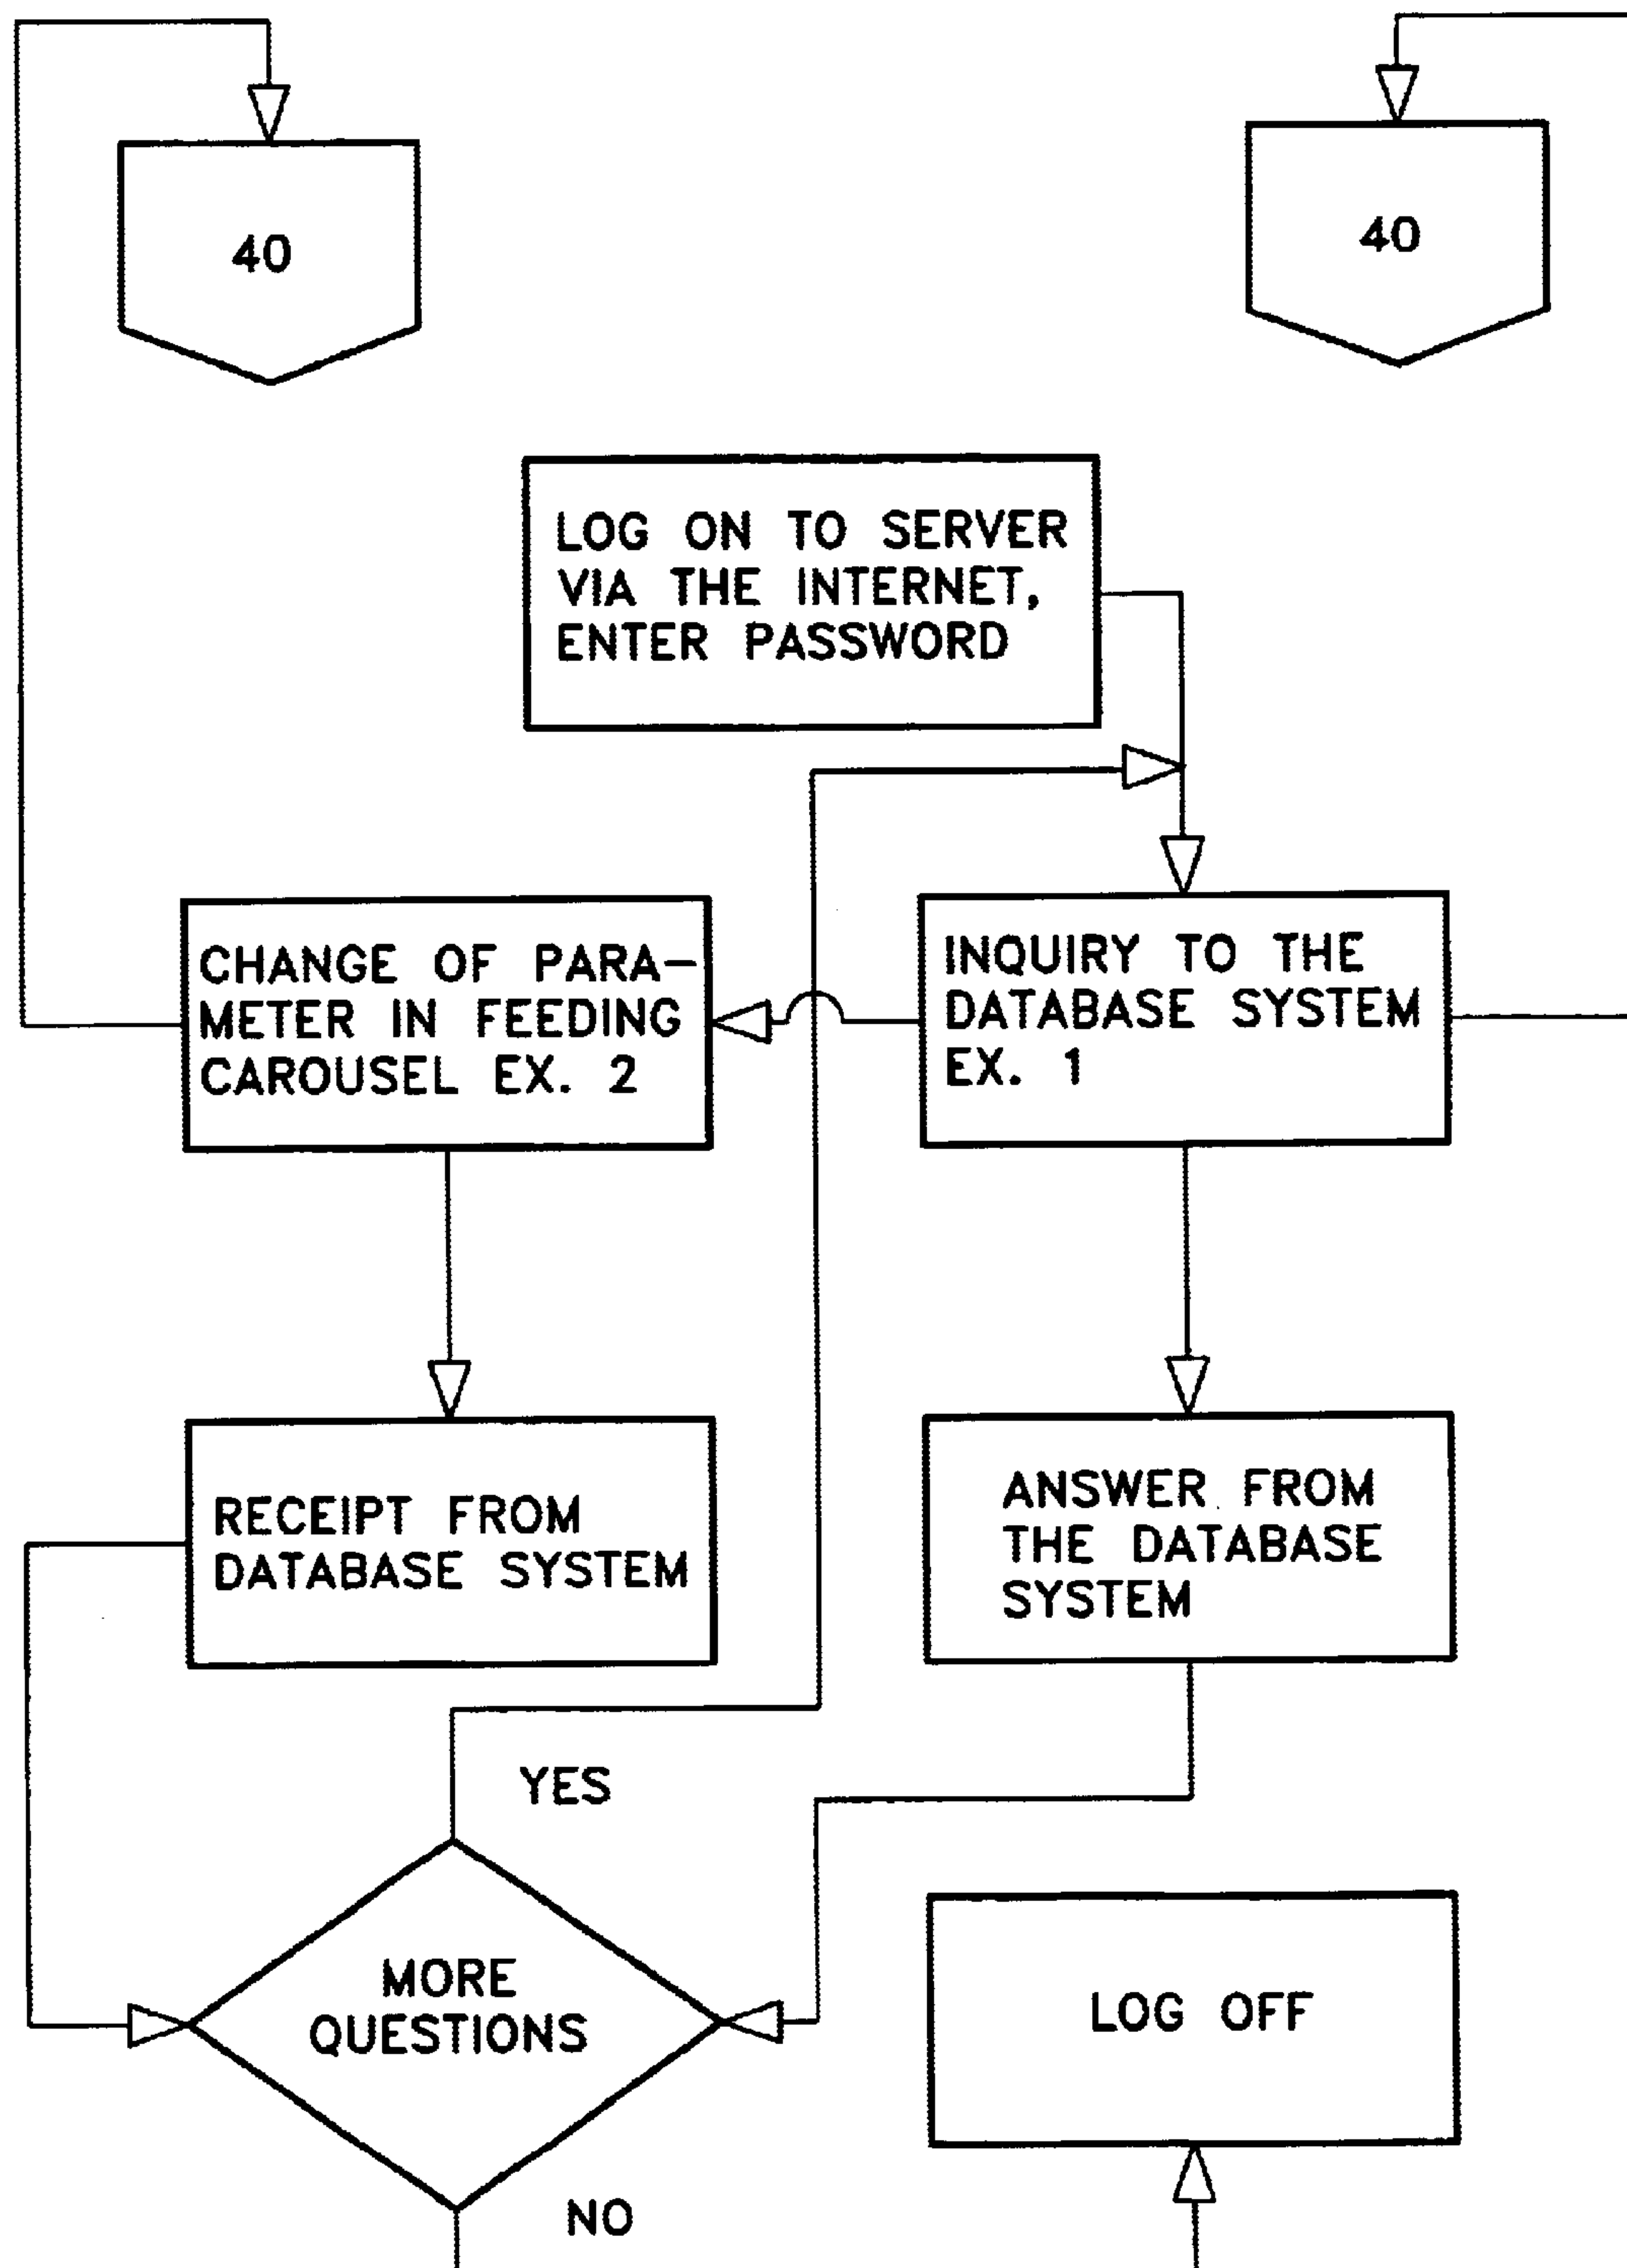 40
40
LOG ON TO SERVER
VIA THE INTERNET,
ENTER PASSWORD
CHANGE OF PARA-
METER IN FEEDING
CAROUSEL EX. 2
INQUIRY TO THE
DATABASE SYSTEM
EX. 1
RECEIPT FROM
DATABASE SYSTEM
ANSWER FROM
THE DATABASE
SYSTEM
YES
MORE
QUESTIONS
LOG OFF
NO